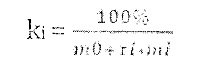 ki = 100% / m0 + ri * mi